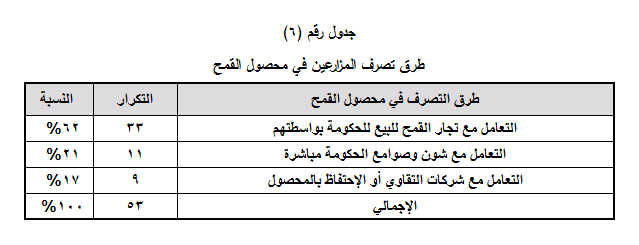 جدول رقم (٦)
طرق تصرف المزارعين في محصول القمح
طرق التصرف في محصول القمح التكرار النسبة
التعامل مع تجار القمح للبيع للحكومة بواسطتهم ٣٣ ٦٢%
التعامل مع شون وصوامع الحكومة مباشرة ١١ ٢١%
التعامل مع شركات التقاوي أو الإحتفاظ بالمحصول ٩ ١٧%
الإجمالي ٥٣ ١٠٠%